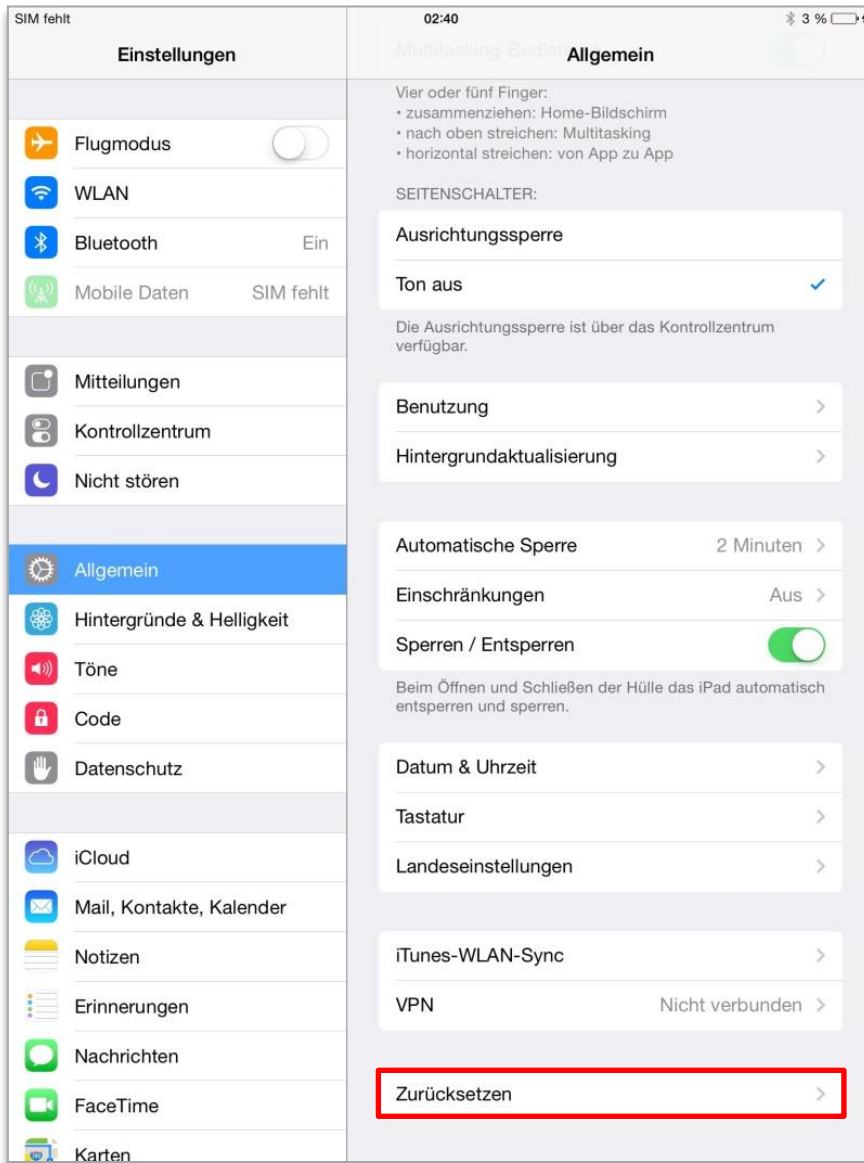 SIM fehlt
02:40
3 %
Einstellungen
Flugmodus
WLAN
Bluetooth Ein
Mobile Daten SIM fehlt
Mitteilungen
Kontrollzentrum
Nicht stören
Allgemein
Hintergründe & Helligkeit
Töne
Code
Datenschutz
iCloud
Mail, Kontakte, Kalender
Notizen
Erinnerungen
Nachrichten
FaceTime
Karten
Allgemein
Vier oder fünf Finger:
• zusammenziehen: Home-Bildschirm
• nach oben streichen: Multitasking
• horizontal streichen: von App zu App
SEITENSCHALTER:
Ausrichtungssperre
Ton aus
Die Ausrichtungssperre ist über das Kontrollzentrum
verfügbar.
Benutzung
Hintergrundaktualisierung
Automatische Sperre 2 Minuten
Einschränkungen Aus
Sperren / Entsperren
Beim Öffnen und Schließen der Hülle das iPad automatisch
entsperren und sperren.
Datum & Uhrzeit
Tastatur
Landeseinstellungen
iTunes-WLAN-Sync
VPN Nicht verbunden
Zurücksetzen